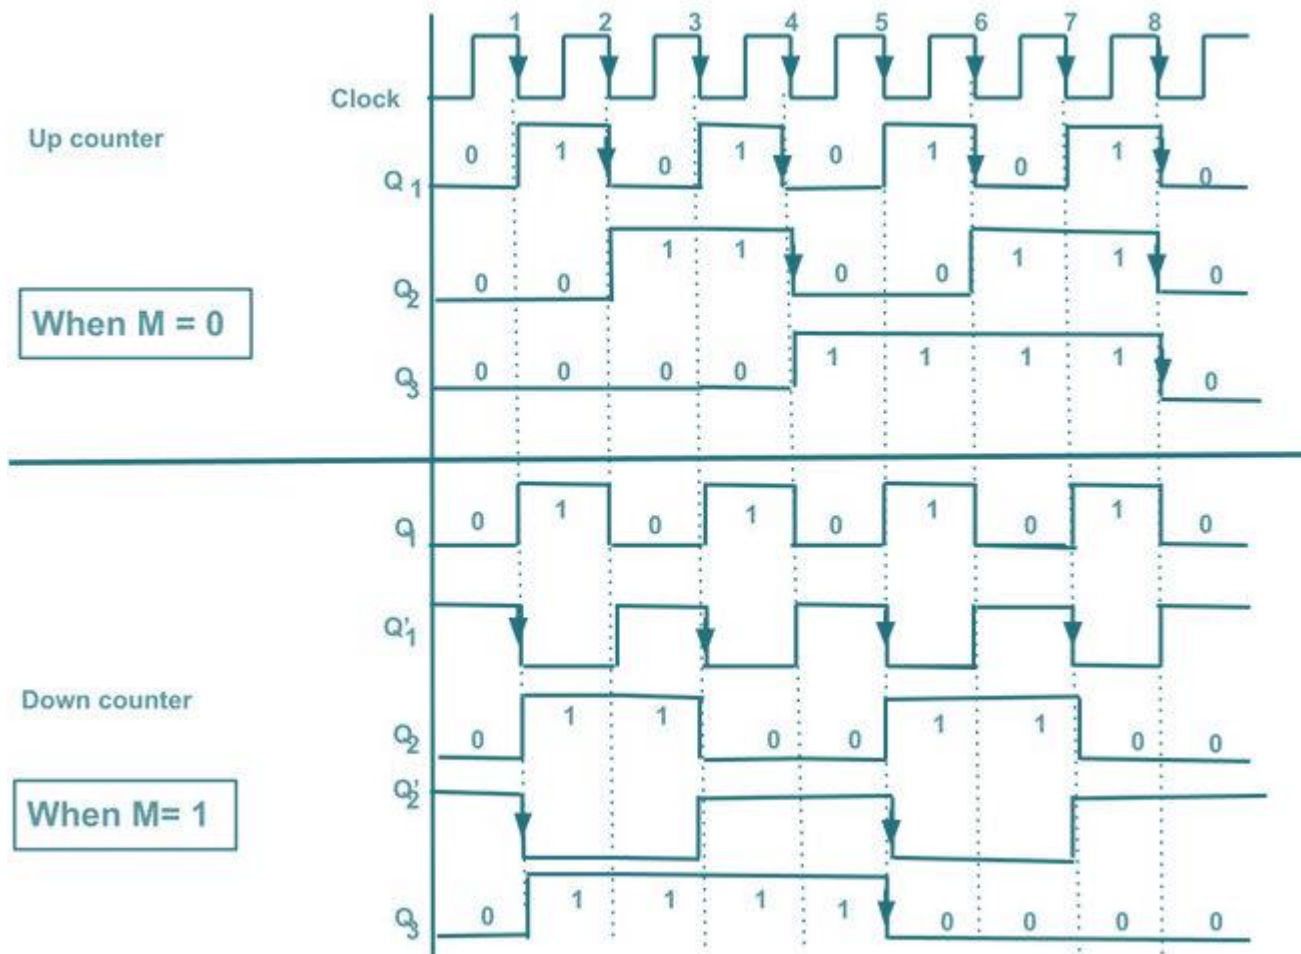 1 2 3 4 5 6 7 8
Clock
Up counter
Q1 0 1 0 1 0 1 0 1 0
Q2 0 0 1 1 0 0 1 1 0
When M = 0
Q3 0 0 0 0 1 1 1 1 0
Q1 0 1 0 1 0 1 0 1 0
Q'1
Down counter
Q2 0 1 1 0 0 1 1 0 0
Q'2
When M= 1
Q3 0 1 1 1 1 0 0 0 0